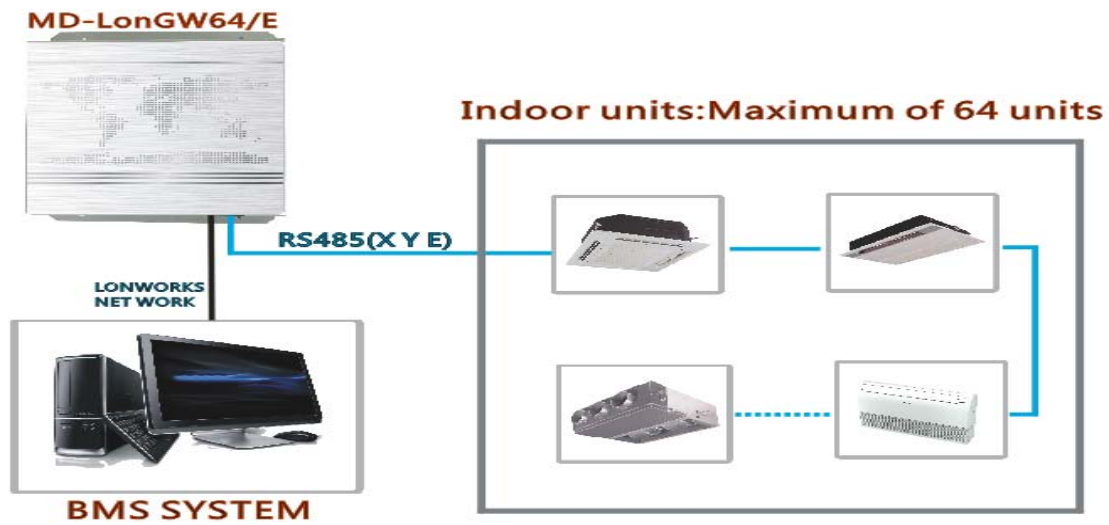 MD-LonGW64/E
Indoor units:Maximum of 64 units
RS485(X Y E)
LONWORKS
NET WORK
BMS SYSTEM